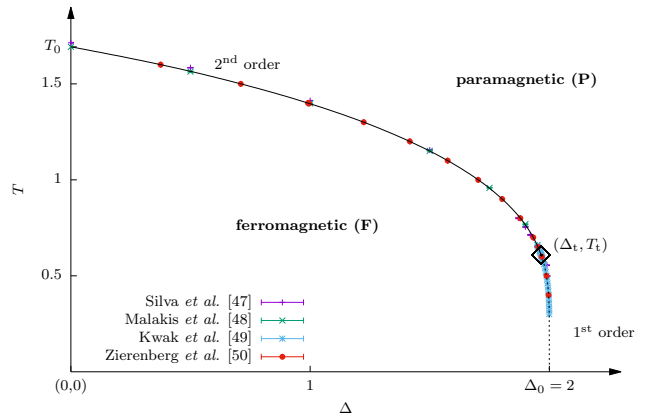 T₀
2ⁿᵈ order
paramagnetic (P)
1.5
1
T
ferromagnetic (F)
(Δₜ, Tₜ)
0.5
Silva et al. [47]
Malakis et al. [48]
Kwak et al. [49]
Zierenberg et al. [50]
1ˢᵗ order
(0,0)
1
Δ₀ = 2
Δ